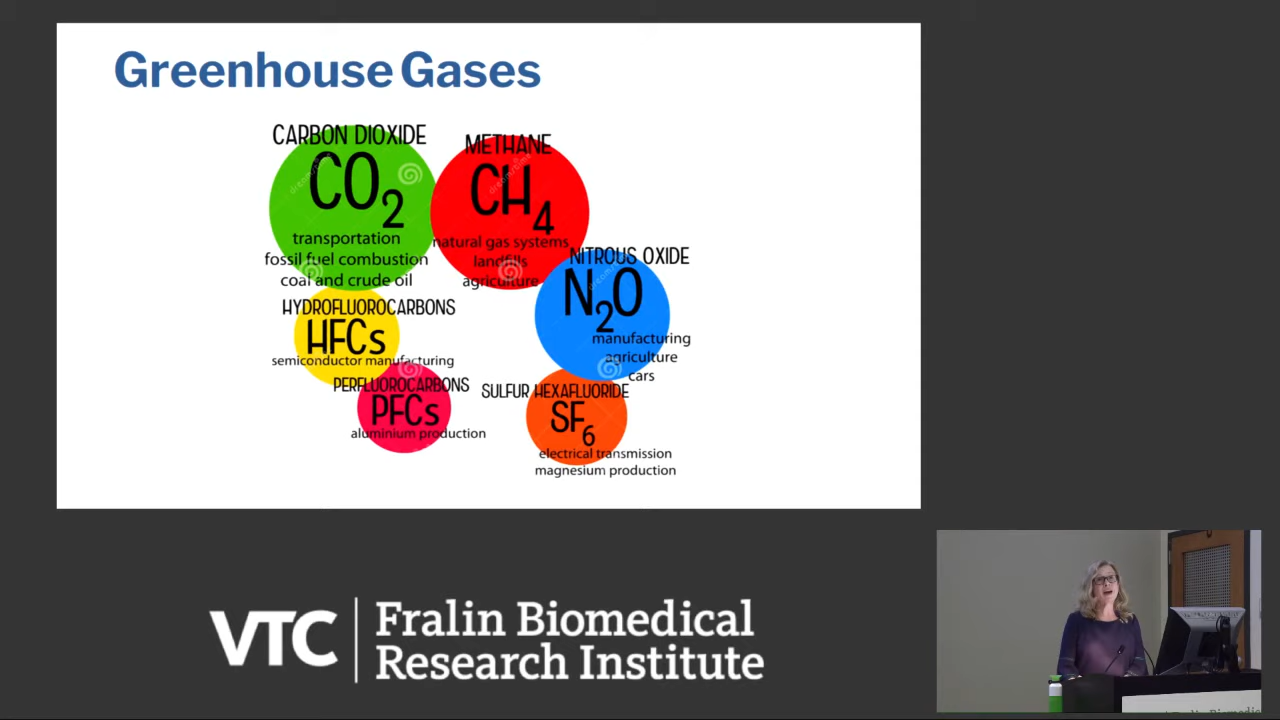 Greenhouse Gases
CARBON DIOXIDE
CO2
transportation
fossil fuel combustion
coal and crude oil
METHANE
CH4
natural gas systems
landfills
agriculture
NITROUS OXIDE
N2O
manufacturing
agriculture
cars
HYDROFLUOROCARBONS
HFCs
semiconductor manufacturing
PERFLUOROCARBONS
PFCs
aluminium production
SULFUR HEXAFLUORIDE
SF6
electrical transmission
magnesium production
VTC
Fralin Biomedical
Research Institute